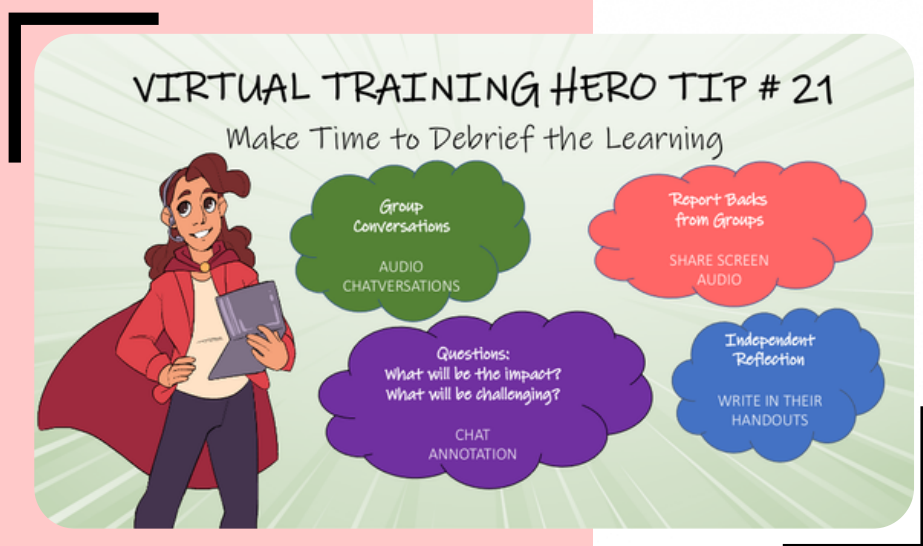 VIRTUAL TRAINING HERO TIP # 21
Make Time to Debrief the Learning
Group
Conversations
AUDIO
CHATVERSATIONS
Report Backs
from Groups
SHARE SCREEN
AUDIO
Questions:
What will be the impact?
What will be challenging?
CHAT
ANNOTATION
Independent
Reflection
WRITE IN THEIR
HANDOUTS